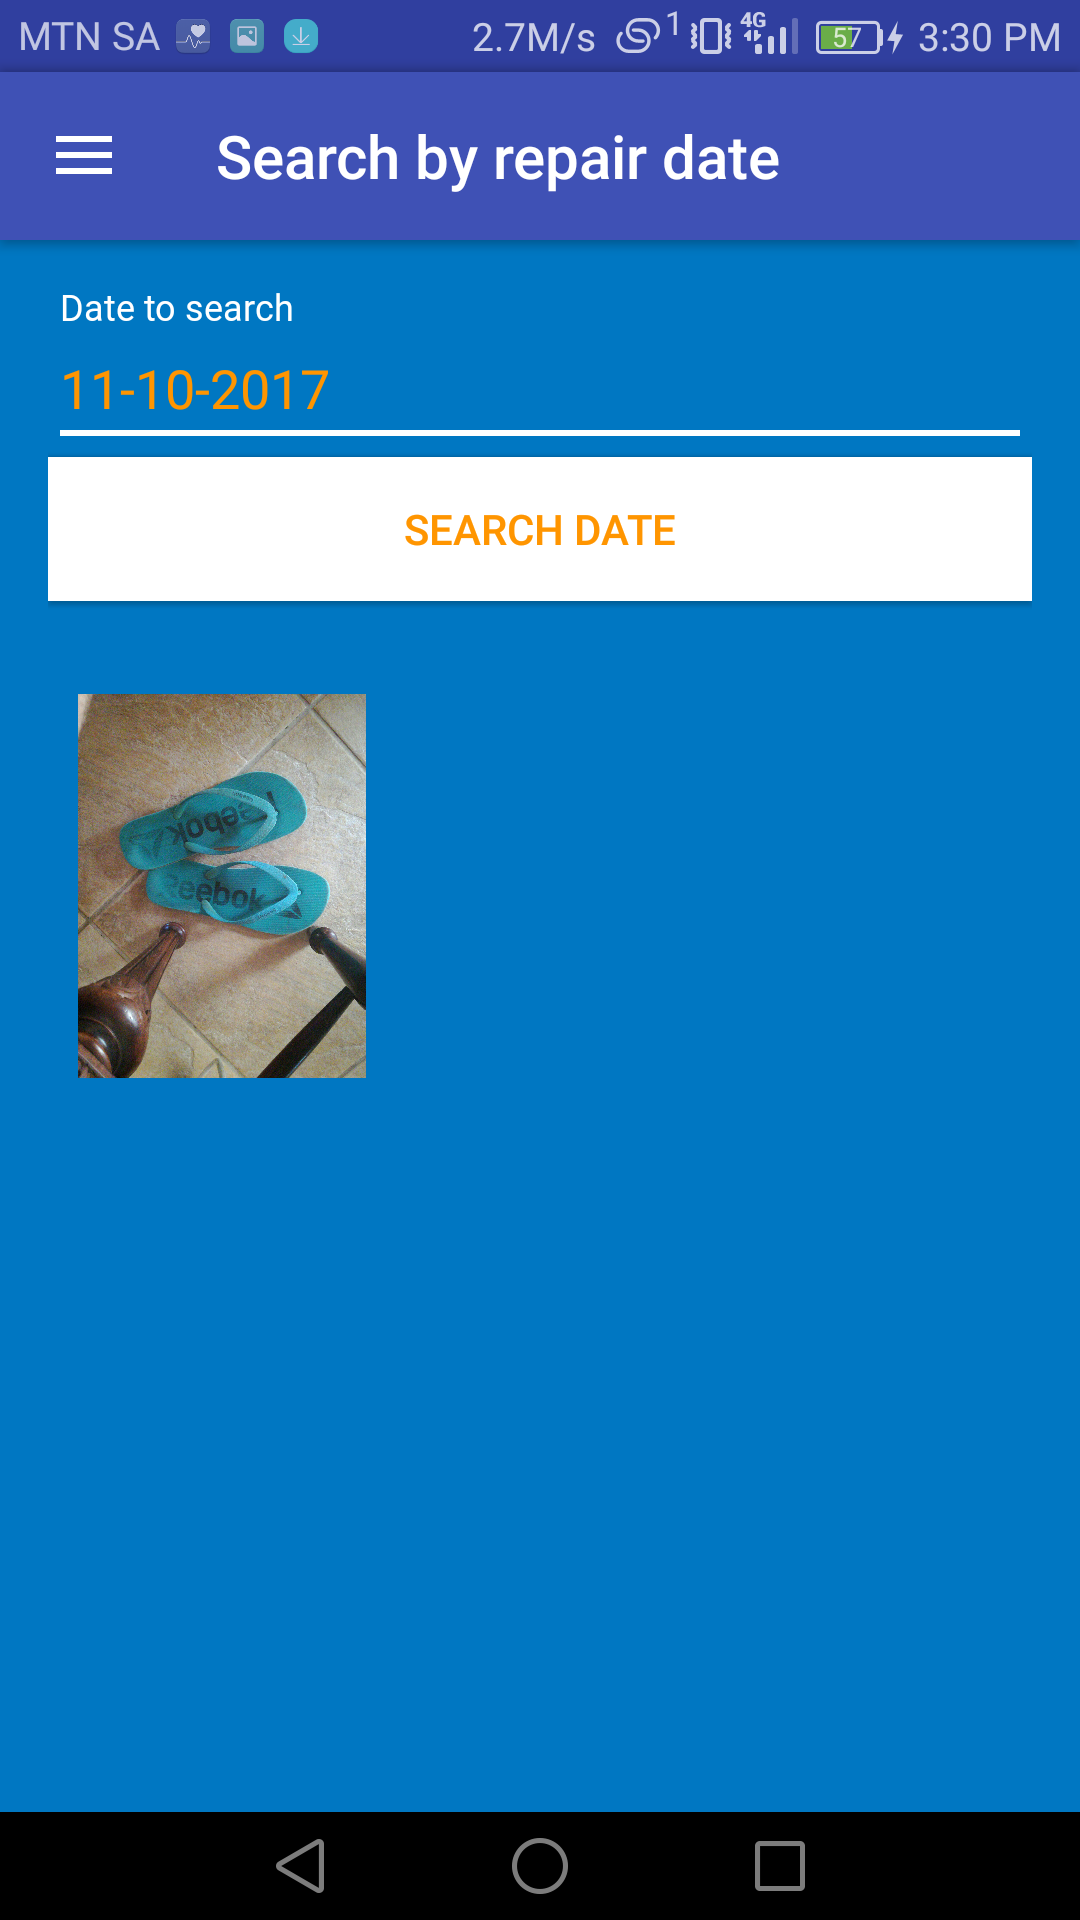 MTN SA 2.7M/s 1 4G 57 3:30 PM
Search by repair date
Date to search
11-10-2017
SEARCH DATE
Reebok
Reebok